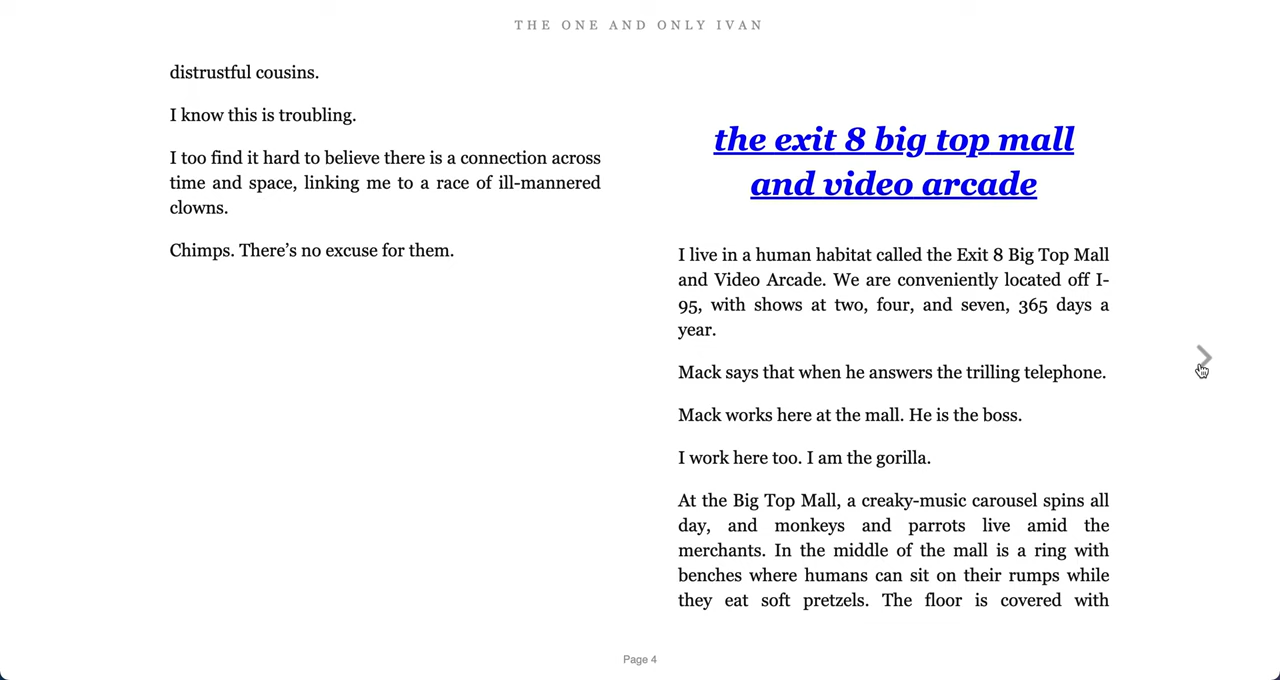 THE ONE AND ONLY IVAN
distrustful cousins.
I know this is troubling.
I too find it hard to believe there is a connection across
time and space, linking me to a race of ill-mannered
clowns.
Chimps. There’s no excuse for them.
the exit 8 big top mall
and video arcade
I live in a human habitat called the Exit 8 Big Top Mall
and Video Arcade. We are conveniently located off I-
95, with shows at two, four, and seven, 365 days a
year.
Mack says that when he answers the trilling telephone.
Mack works here at the mall. He is the boss.
I work here too. I am the gorilla.
At the Big Top Mall, a creaky-music carousel spins all
day, and monkeys and parrots live amid the
merchants. In the middle of the mall is a ring with
benches where humans can sit on their rumps while
they eat soft pretzels. The floor is covered with
Page 4